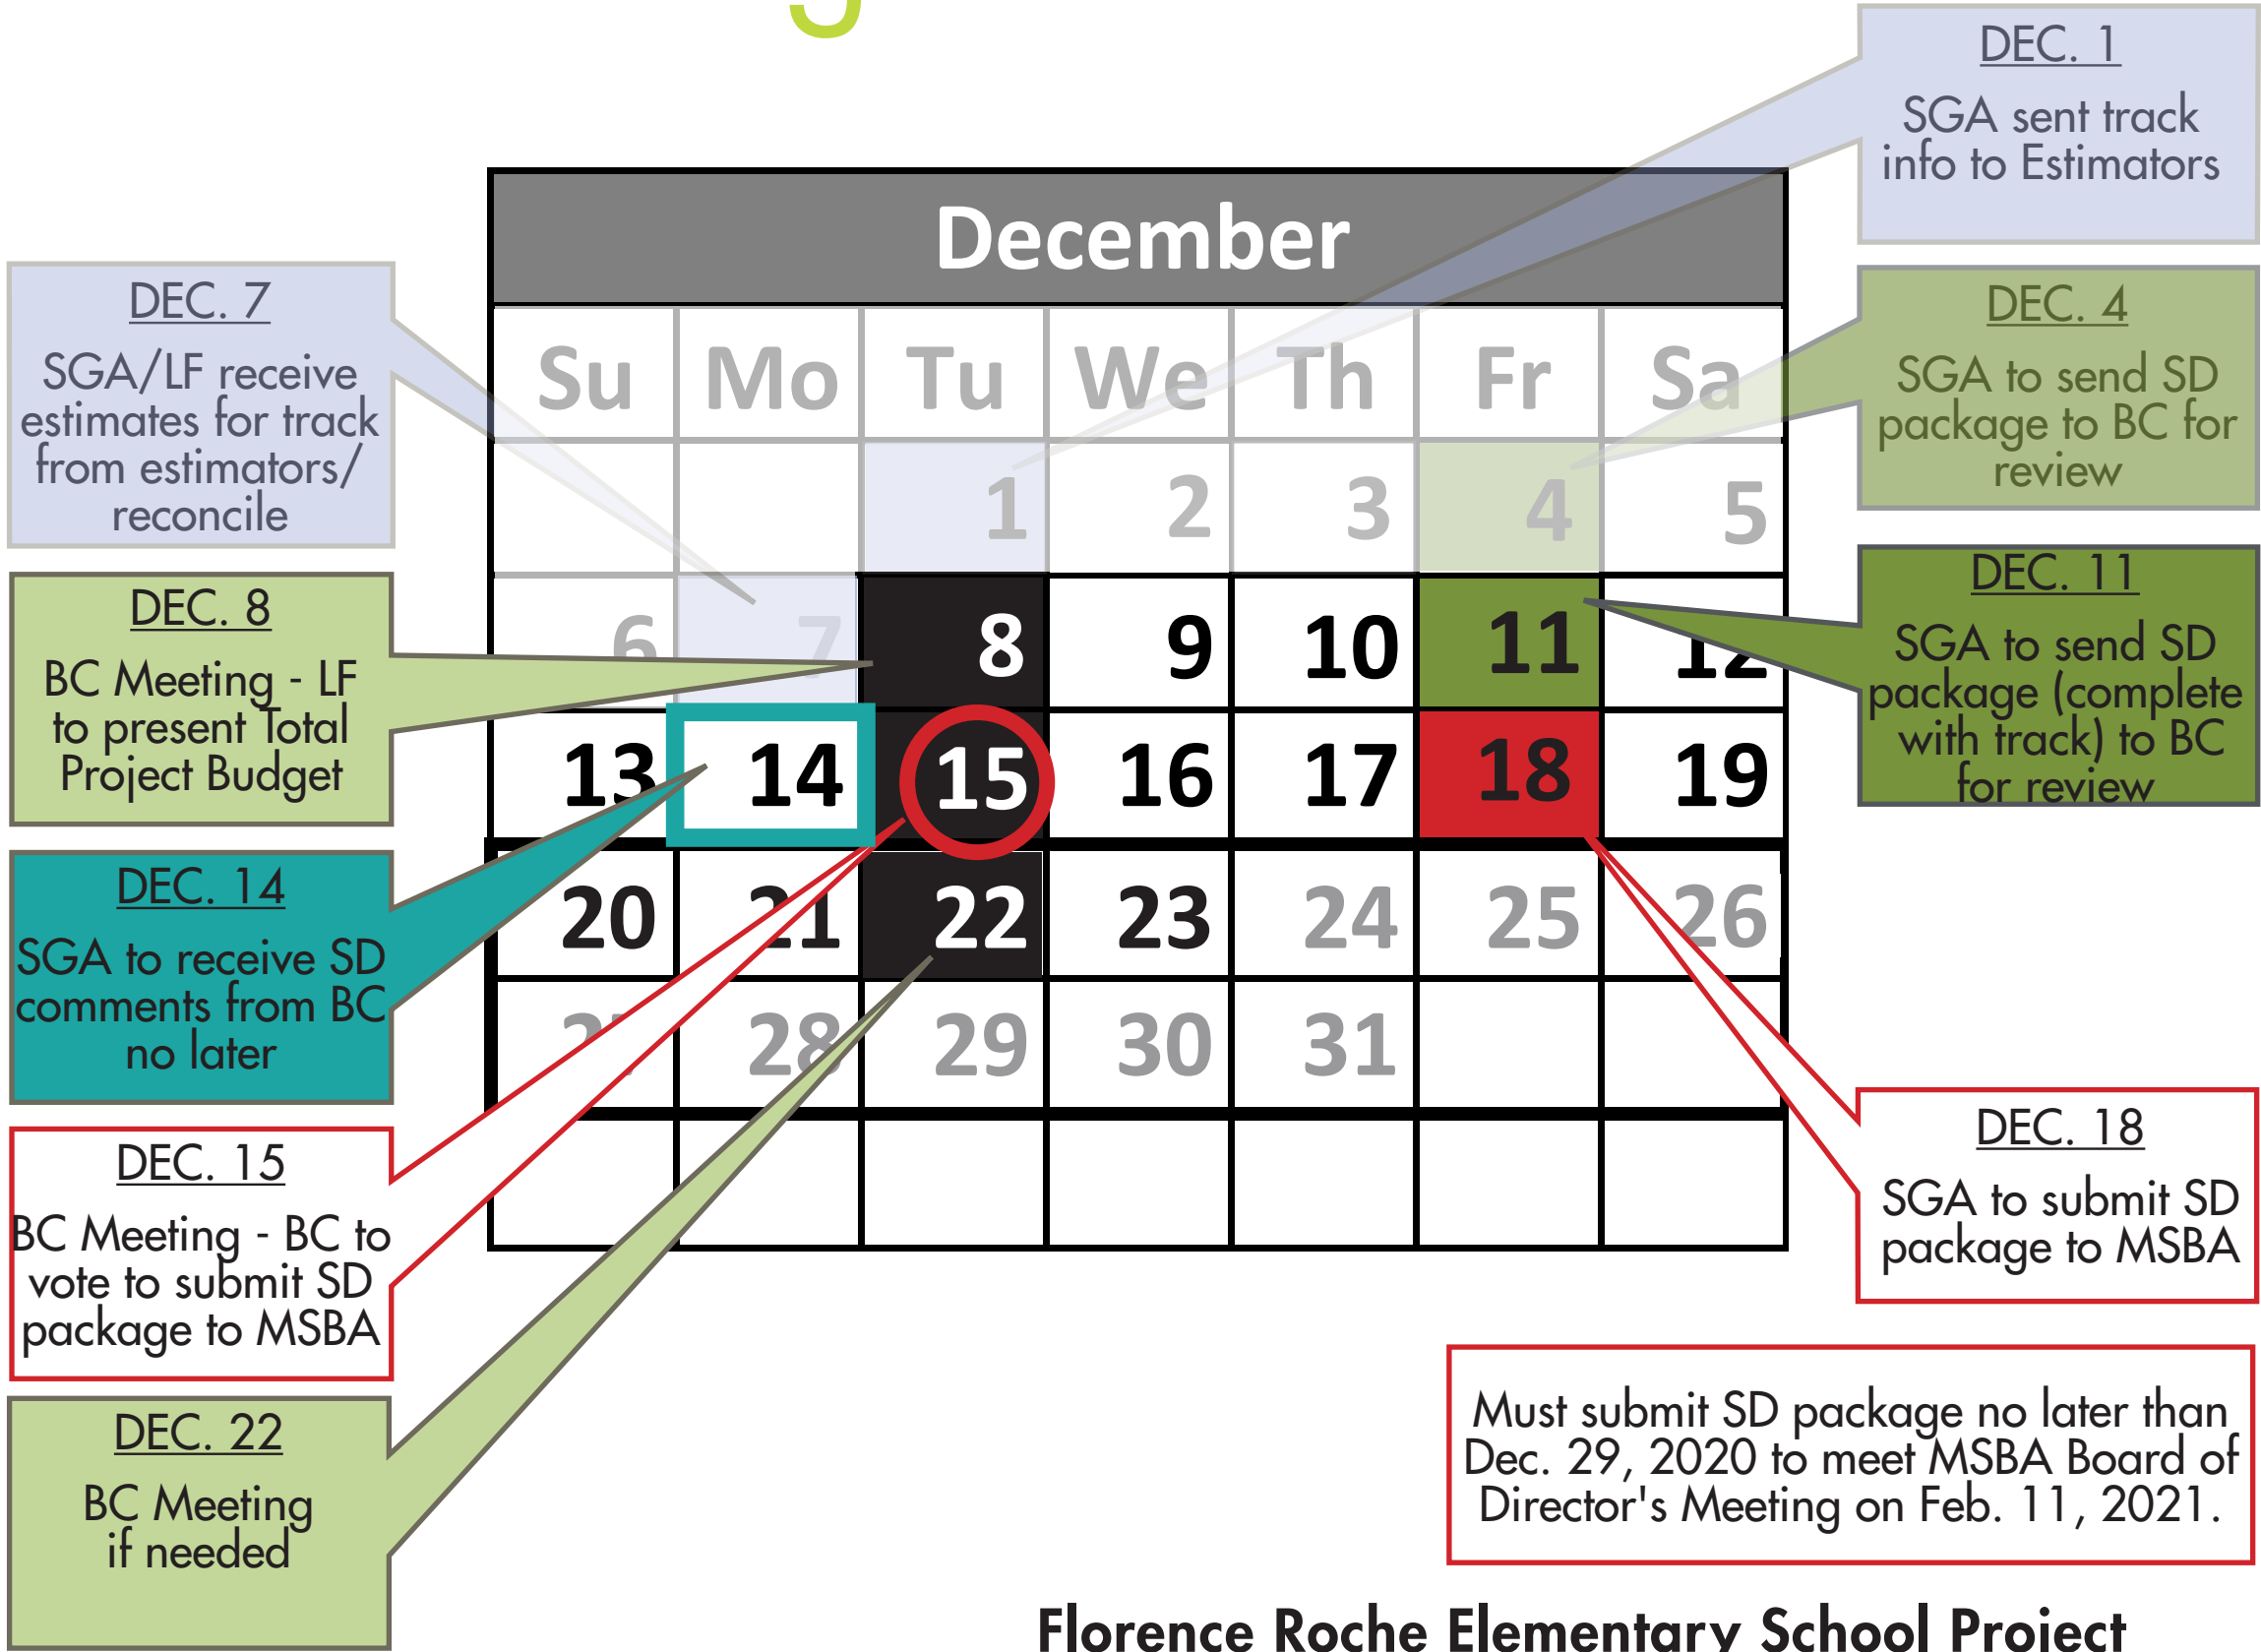 December
Su Mo Tu We Th Fr Sa
1 2 3 4 5
6 7 8 9 10 11 12
13 14 15 16 17 18 19
20 21 22 23 24 25 26
27 28 29 30 31
DEC. 7
SGA/LF receive
estimates for track
from estimators/
reconcile
DEC. 8
BC Meeting - LF
to present Total
Project Budget
DEC. 14
SGA to receive SD
comments from BC
no later
DEC. 15
BC Meeting - BC to
vote to submit SD
package to MSBA
DEC. 22
BC Meeting
if needed
DEC. 1
SGA sent track
info to Estimators
DEC. 4
SGA to send SD
package to BC for
review
DEC. 11
SGA to send SD
package (complete
with track) to BC
for review
DEC. 18
SGA to submit SD
package to MSBA
Must submit SD package no later than
Dec. 29, 2020 to meet MSBA Board of
Director's Meeting on Feb. 11, 2021.
Florence Roche Elementary School Project